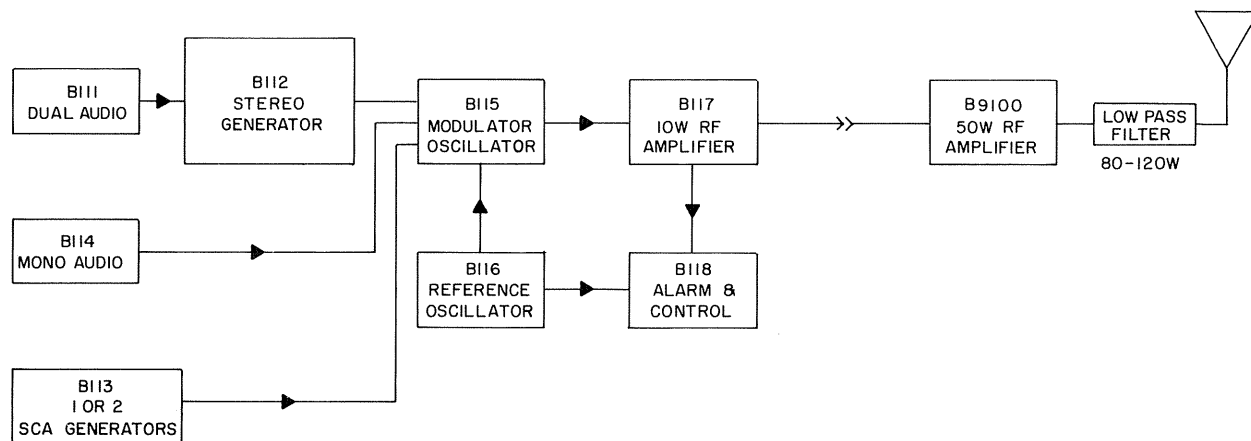 B111
DUAL AUDIO
B112
STEREO
GENERATOR
B115
MODULATOR
OSCILLATOR
B117
10W RF
AMPLIFIER
B9100
50W RF
AMPLIFIER
LOW PASS
FILTER
80-120W
B114
MONO AUDIO
B116
REFERENCE
OSCILLATOR
B118
ALARM &
CONTROL
B113
1 OR 2
SCA GENERATORS